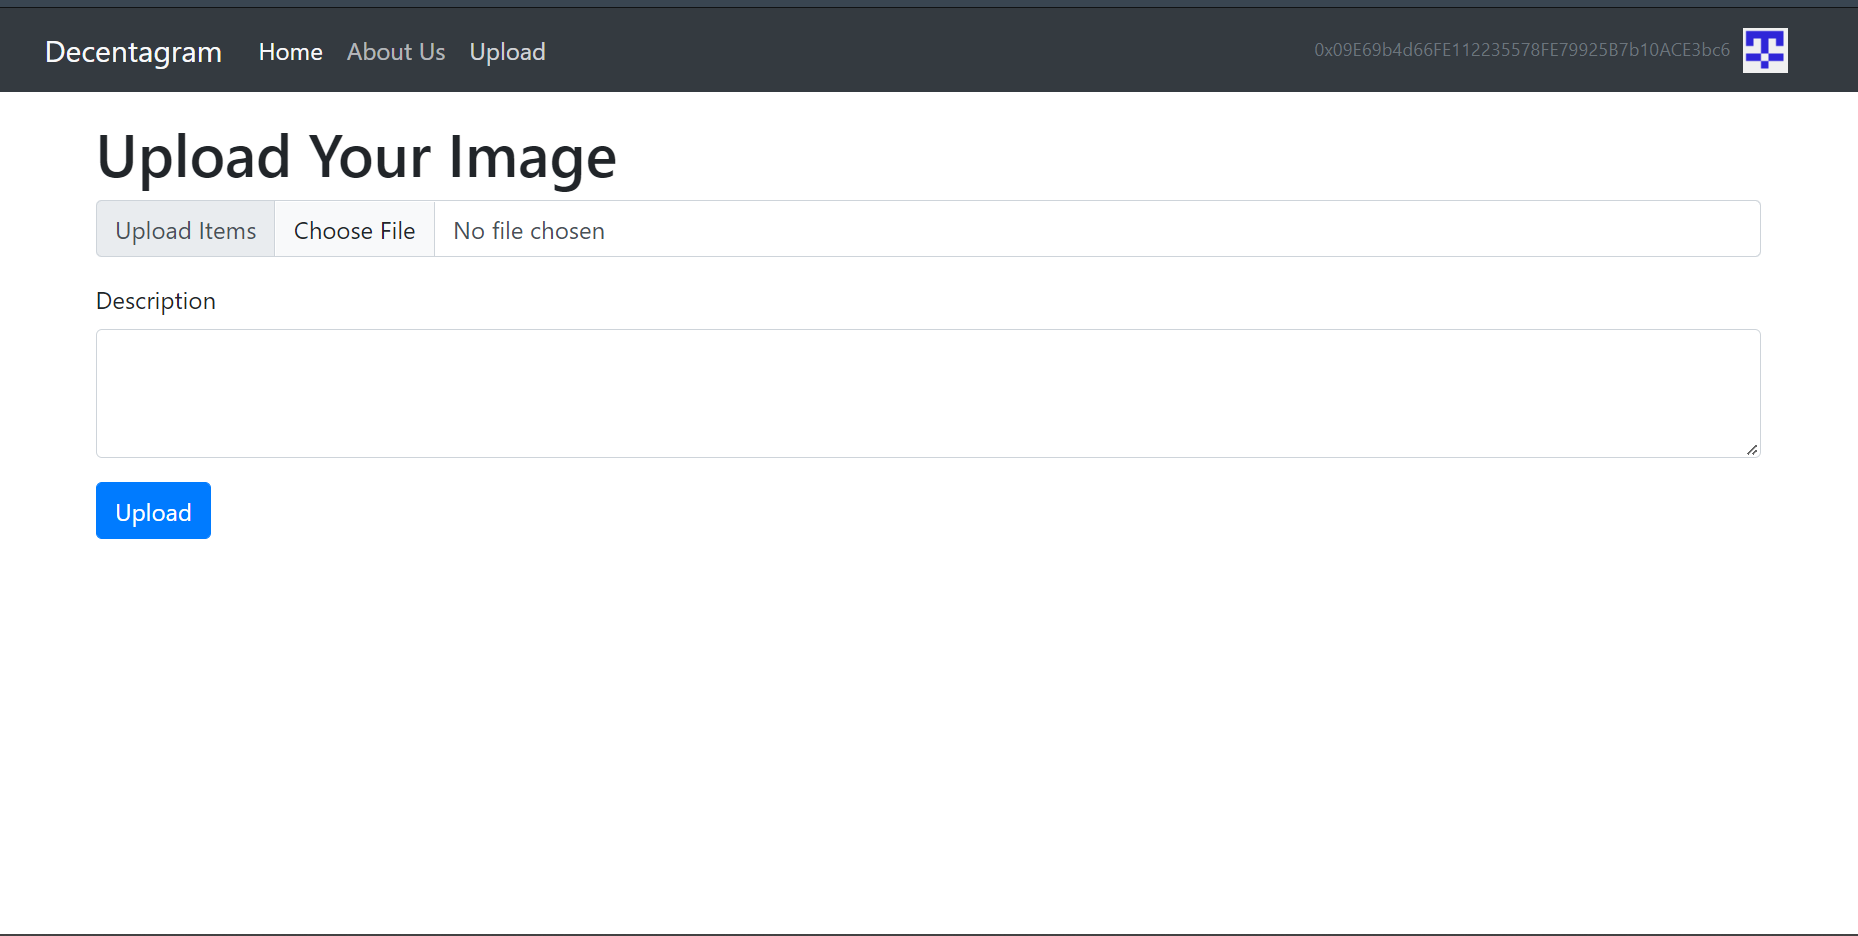 Decentagram Home About Us Upload 0x09E69b4d66FE112235578FE79925B7b10ACE3bc6
Upload Your Image
Upload Items Choose File No file chosen
Description
Upload